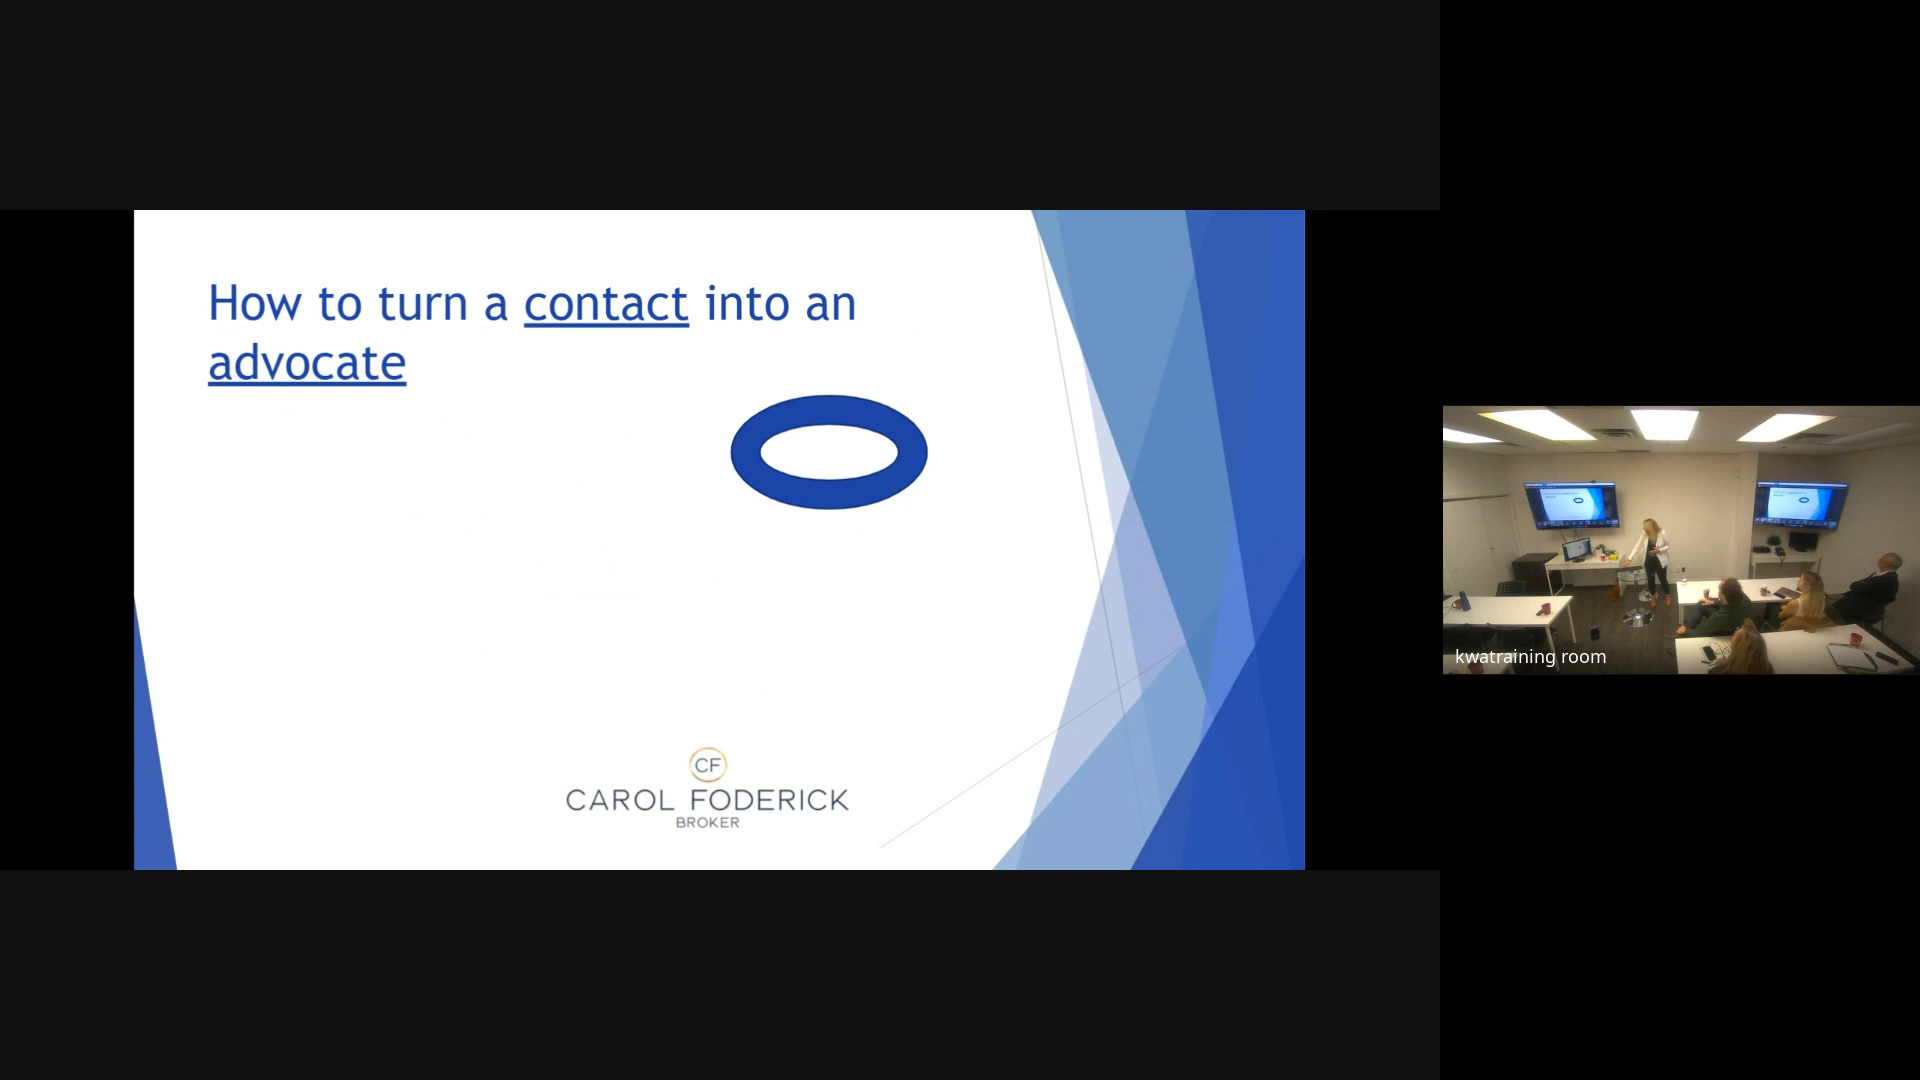 How to turn a contact into an
advocate
CF
CAROL FODERICK
BROKER
kwatraining room